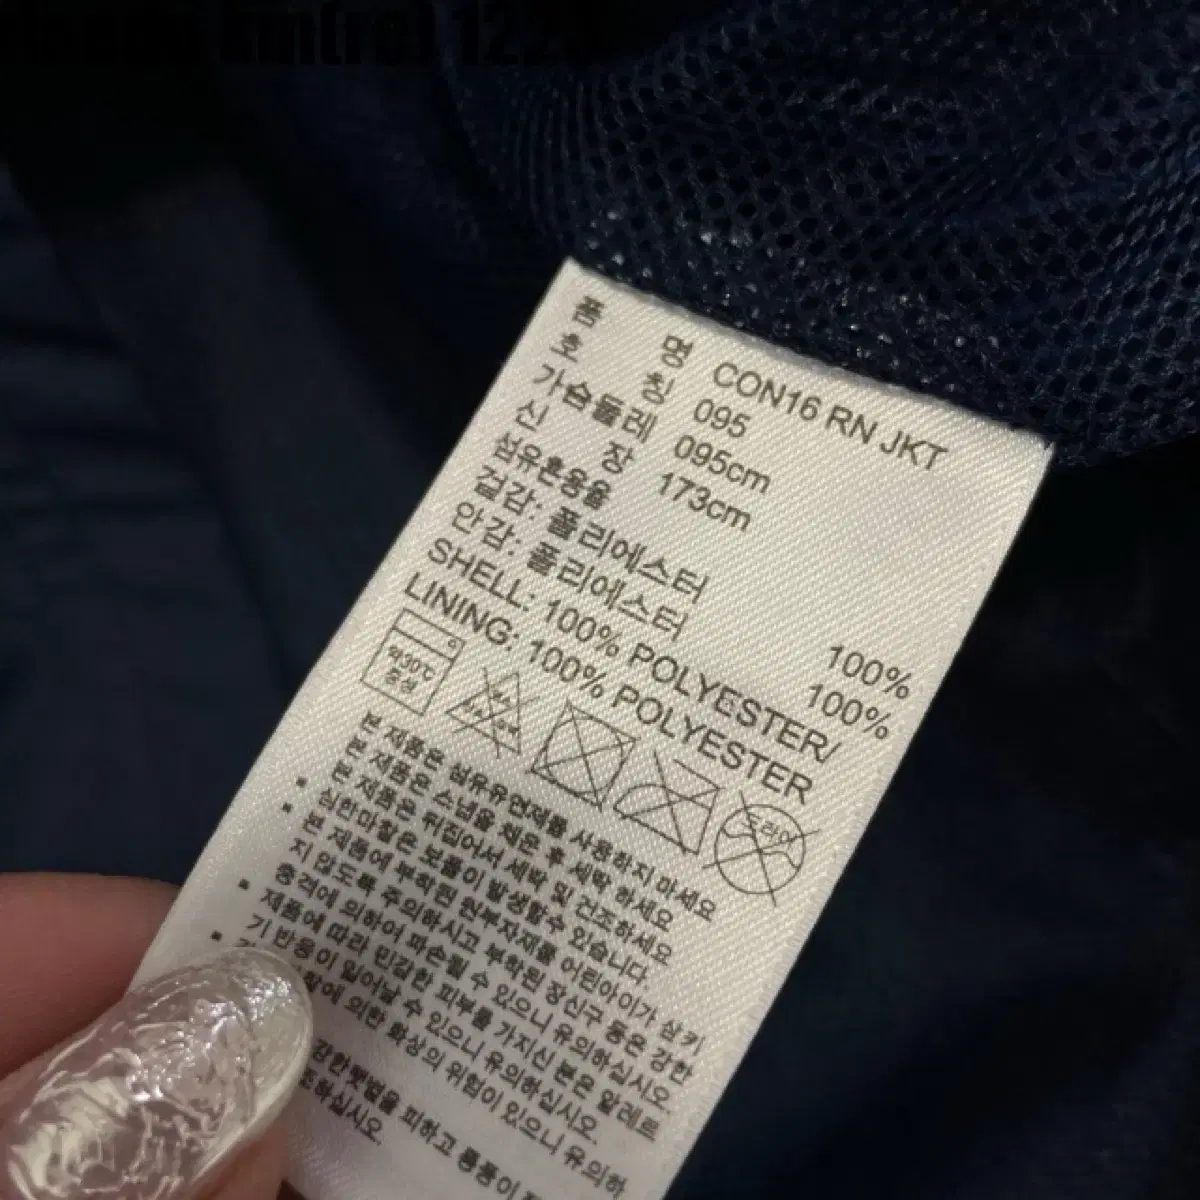 품 명 CON16 RN JKT
호 칭 095
가슴둘레 095cm
신 장 173cm
섬유혼용율
겉감: 폴리에스터 100%
안감: 폴리에스터 100%
SHELL: 100% POLYESTER/
LINING: 100% POLYESTER
약30℃
중성
드라이
본 제품은 섬유유연제를 사용하지 마세요
본 제품은 스냅을 채운 후 세탁 하세요
본 제품은 뒤집어서 세탁 및 건조하세요
심한마찰은 보풀이 발생할수 있습니다.
본 제품에 부착된 원부자재를 어린아이가 삼키
지 않도록 주의하시고 부착된 장신구 등은 강한
충격에 의하여 파손될 수 있으니 유의하십시오.
제품에 따라 민감한 피부를 가지신 분은 알레르
기 반응이 일어날 수 있으니 유의하십시오.
에 의한 화상의 위험이 있으니 유의하
강한햇볕을 피하고 통풍이
하십시오.